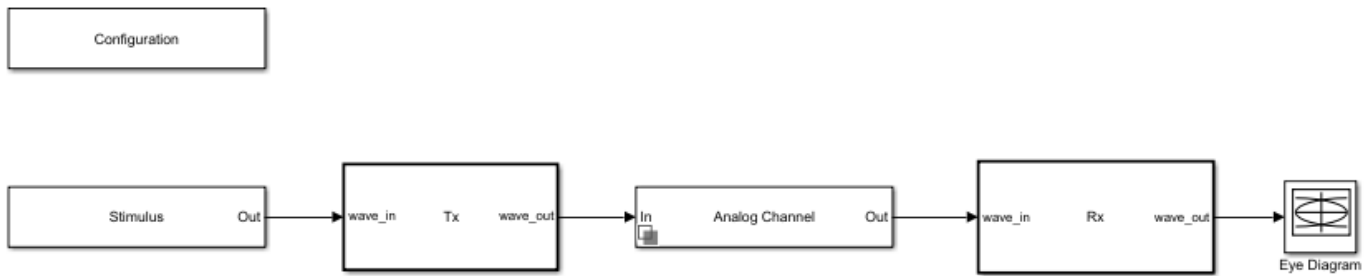 Configuration
Stimulus Out wave_in Tx wave_out In Analog Channel Out wave_in Rx wave_out
Eye Diagram